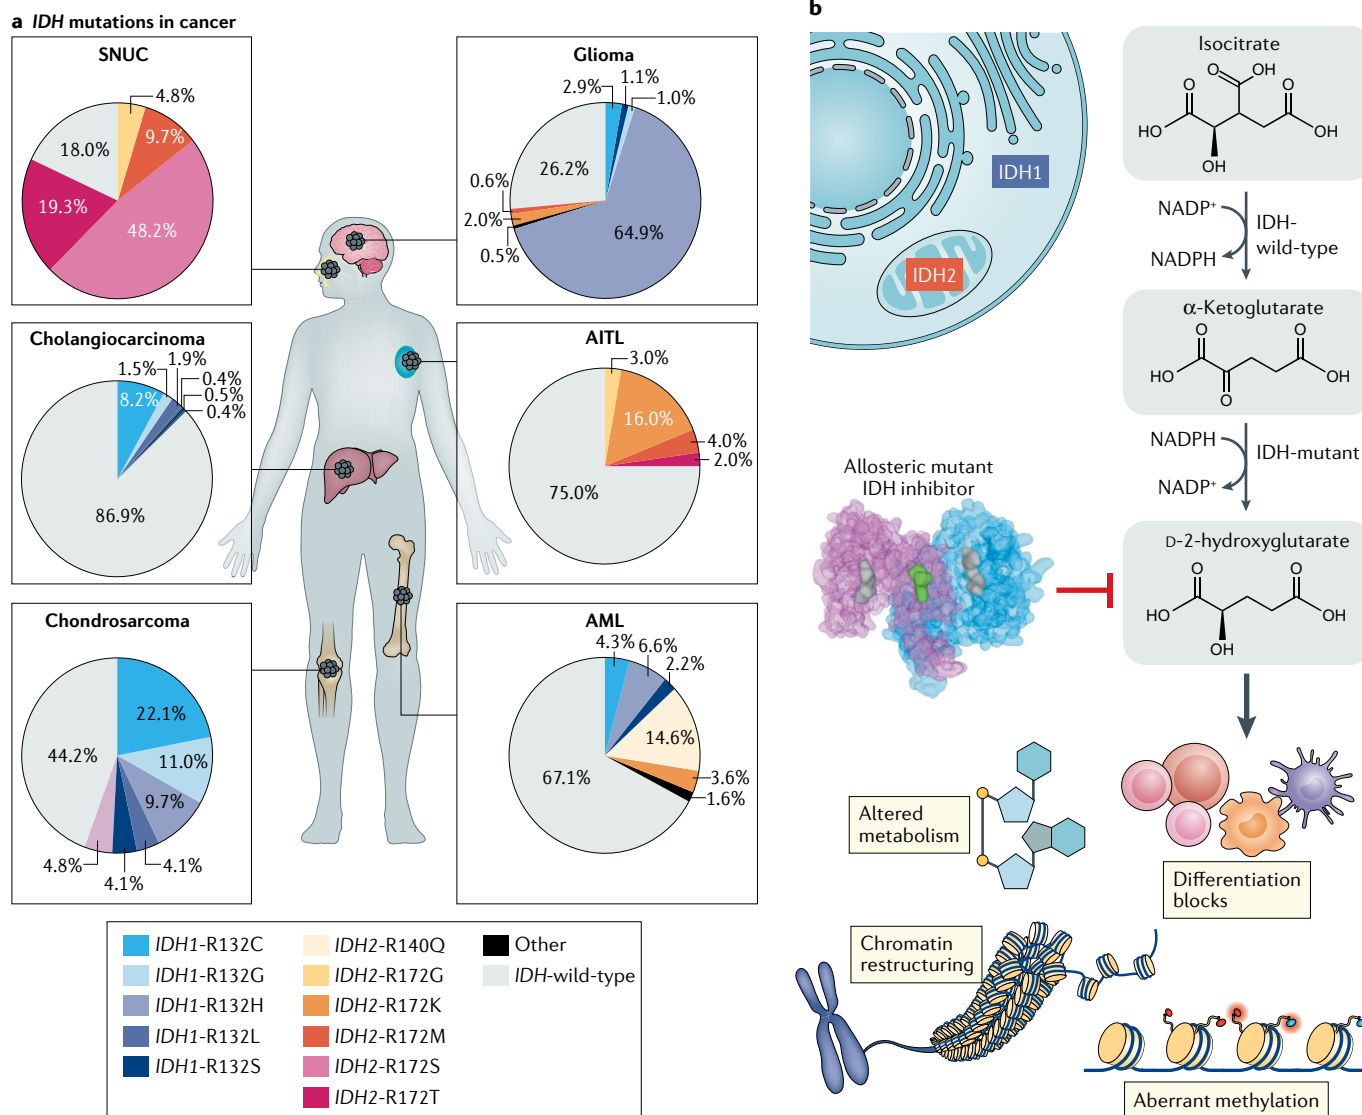 a IDH mutations in cancer
SNUC
4.8%
9.7%
18.0%
19.3%
48.2%
Glioma
2.9%
1.1%
1.0%
26.2%
0.6%
2.0%
0.5%
64.9%
Cholangiocarcinoma
1.5%
1.9%
0.4%
0.5%
0.4%
8.2%
86.9%
AITL
3.0%
16.0%
4.0%
2.0%
75.0%
Chondrosarcoma
22.1%
44.2%
11.0%
9.7%
4.8%
4.1%
4.1%
AML
4.3%
6.6%
2.2%
14.6%
67.1%
3.6%
1.6%
IDH1-R132C
IDH1-R132G
IDH1-R132H
IDH1-R132L
IDH1-R132S
IDH2-R140Q
IDH2-R172G
IDH2-R172K
IDH2-R172M
IDH2-R172S
IDH2-R172T
Other
IDH-wild-type
b
IDH1
IDH2
Isocitrate
O
OH
O
O
HO
OH
OH
NADP+
NADPH
IDH-
wild-type
α-Ketoglutarate
O
O
HO
OH
O
NADPH
NADP+
IDH-mutant
Allosteric mutant
IDH inhibitor
D-2-hydroxyglutarate
O
O
HO
OH
OH
Altered
metabolism
Differentiation
blocks
Chromatin
restructuring
Aberrant methylation